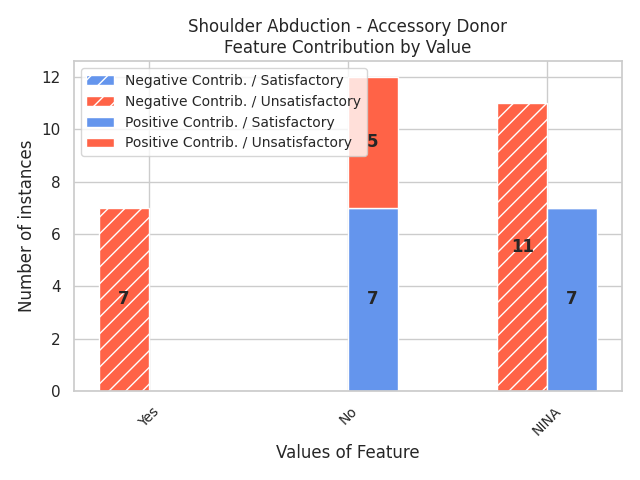 Shoulder Abduction - Accessory Donor
Feature Contribution by Value
Negative Contrib. / Satisfactory
Negative Contrib. / Unsatisfactory
Positive Contrib. / Satisfactory
Positive Contrib. / Unsatisfactory
Number of instances
12
10
8
6
4
2
0
7
5
7
11
7
Yes
No
NINA
Values of Feature